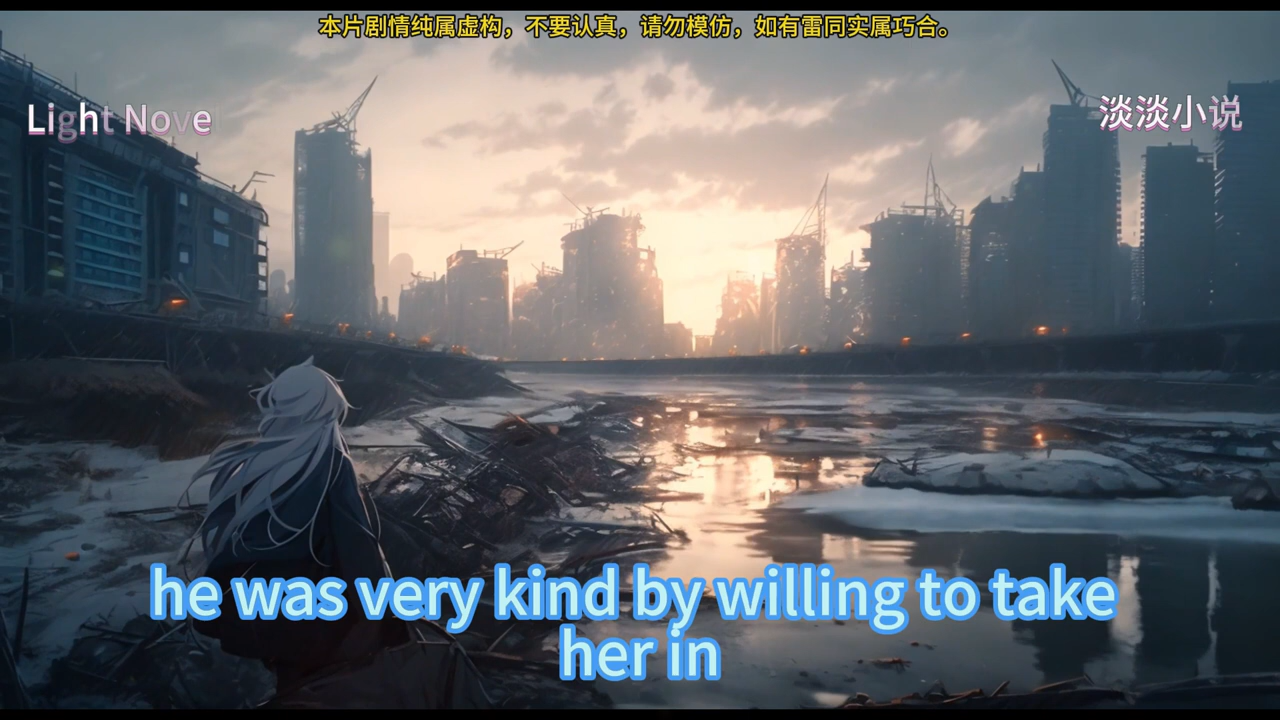 本片剧情纯属虚构，不要认真，请勿模仿，如有雷同实属巧合。
Light Nove
淡淡小说
he was very kind by willing to take
her in